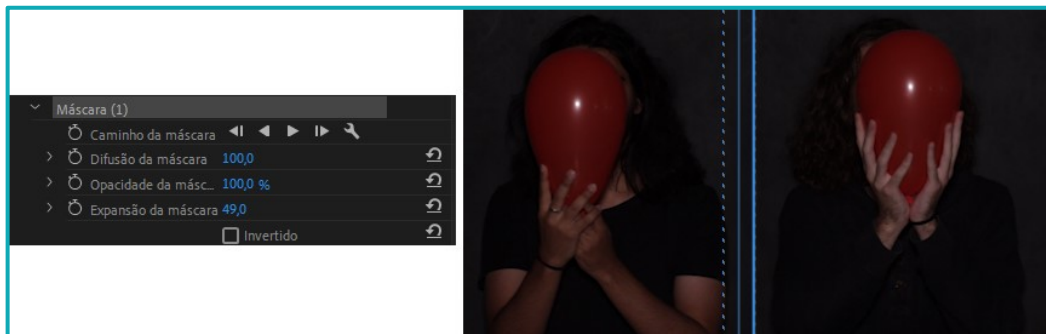 Máscara (1)
Caminho da máscara
Difusão da máscara 100,0
Opacidade da másc... 100,0 %
Expansão da máscara 49,0
Invertido